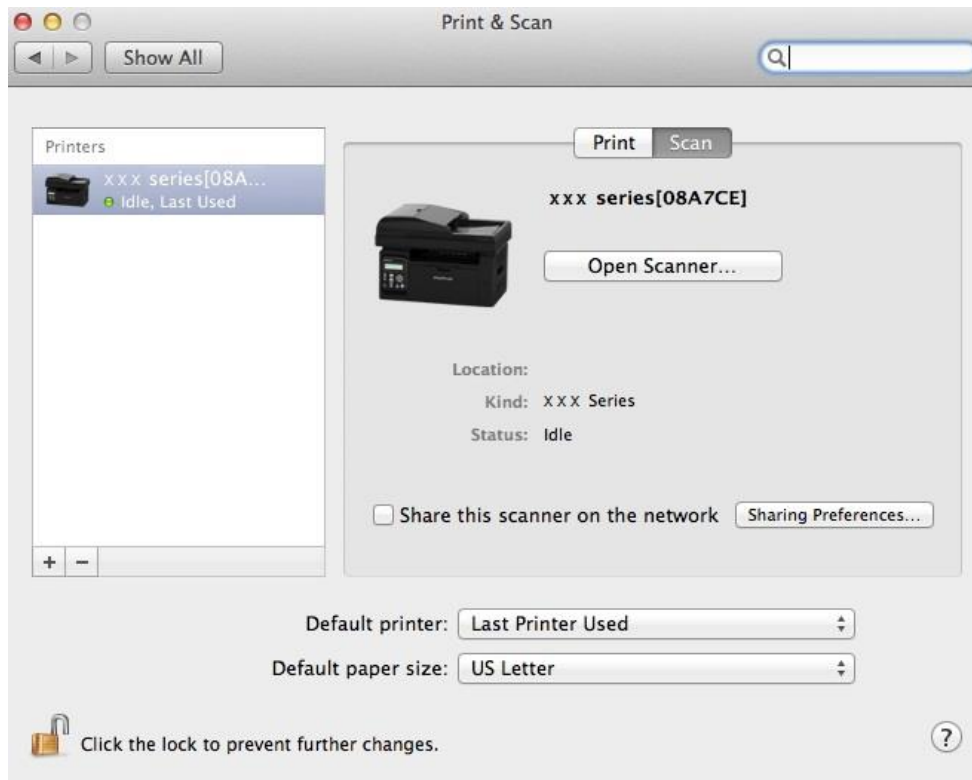 Print & Scan
Show All
Printers
xxx series[08A...
Idle, Last Used
Print Scan
xxx series[08A7CE]
Open Scanner...
Location:
Kind: XXX Series
Status: Idle
Share this scanner on the network Sharing Preferences...
+ −
Default printer: Last Printer Used
Default paper size: US Letter
Click the lock to prevent further changes. ?